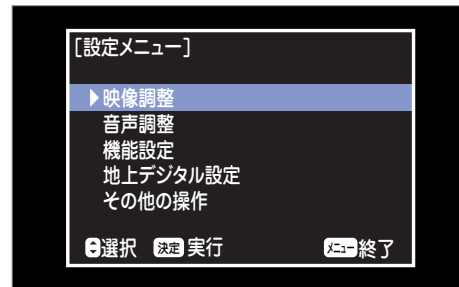 [設定メニュー]
映像調整
音声調整
機能設定
地上デジタル設定
その他の操作
選択 決定 実行 メニュー 終了